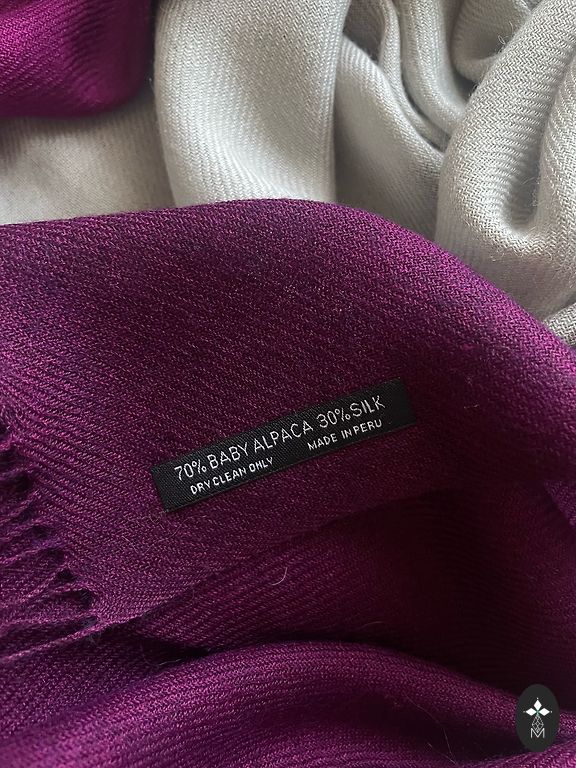 70% BABY ALPACA 30% SILK
DRY CLEAN ONLY MADE IN PERU
M